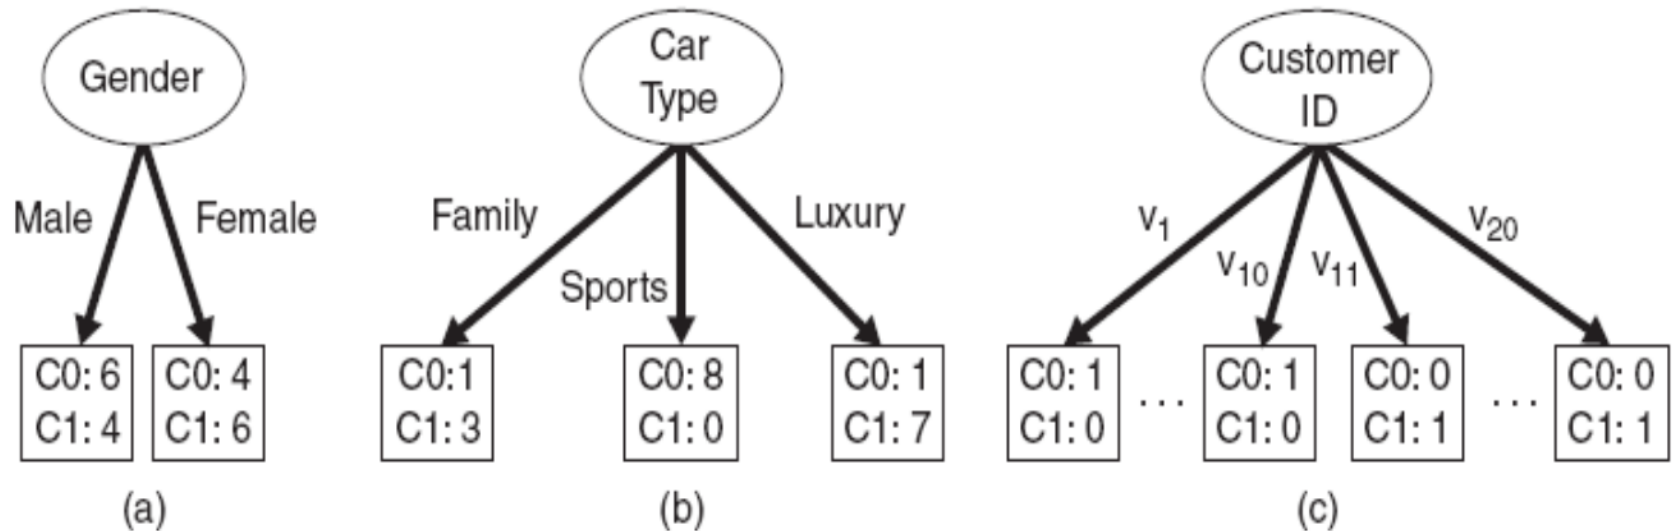 Gender
Male
Female
C0: 6
C1: 4
C0: 4
C1: 6
(a)
Car
Type
Family
Sports
Luxury
C0:1
C1: 3
C0: 8
C1: 0
C0: 1
C1: 7
(b)
Customer
ID
v1
v10
v11
v20
C0: 1
C1: 0
...
C0: 1
C1: 0
C0: 0
C1: 1
...
C0: 0
C1: 1
(c)